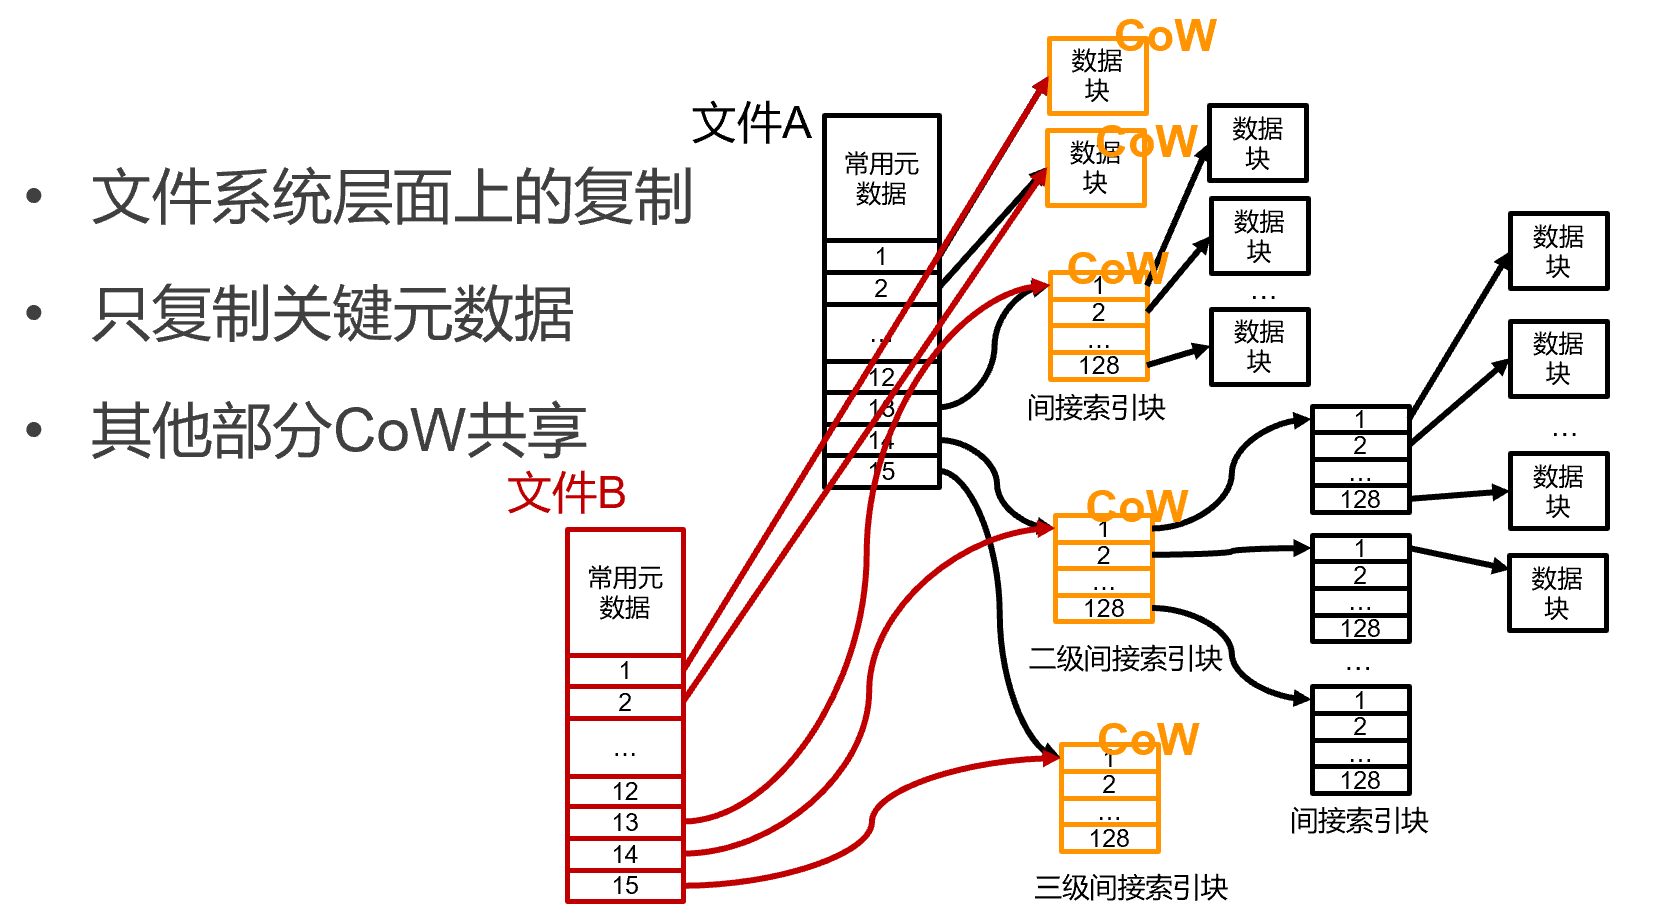 • 文件系统层面上的复制
• 只复制关键元数据
• 其他部分CoW共享
文件A
常用元
数据
1
2
...
12
13
14
15
文件B
常用元
数据
1
2
...
12
13
14
15
CoW
数据
块
CoW
数据
块
CoW
1
2
...
128
间接索引块
数据
块
数据
块
...
数据
块
CoW
1
2
...
128
二级间接索引块
CoW
1
2
...
128
三级间接索引块
1
2
...
128
1
2
...
128
...
1
2
...
128
间接索引块
数据
块
数据
块
...
数据
块
数据
块